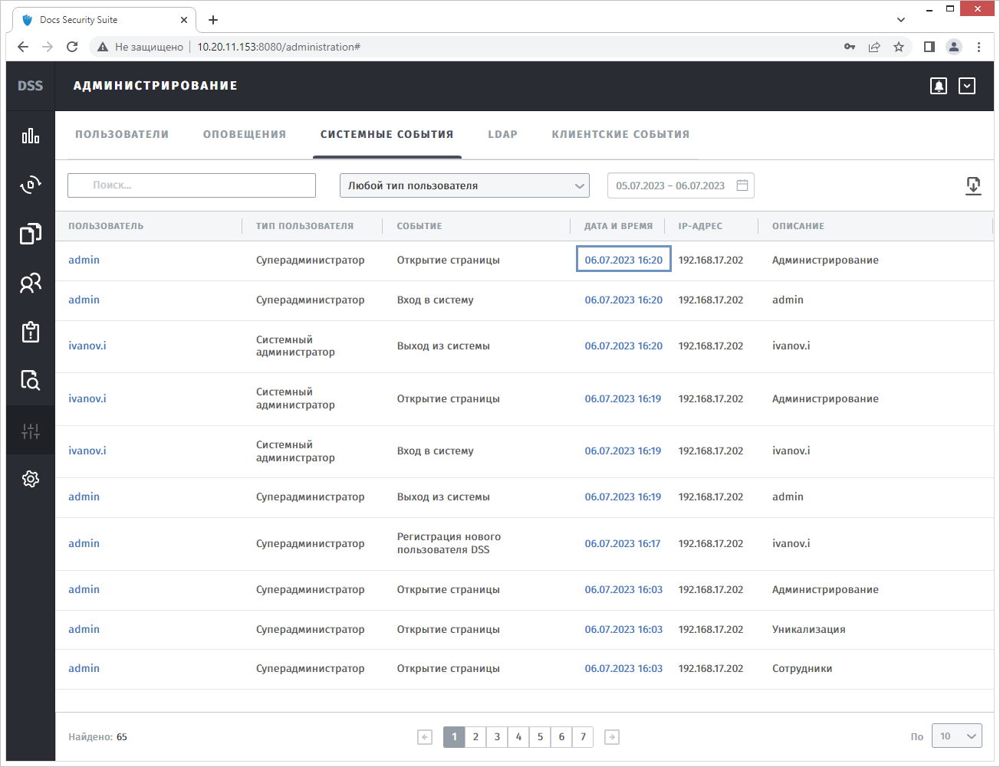 Docs Security Suite
Не защищено 10.20.11.153:8080/administration#
DSS АДМИНИСТРИРОВАНИЕ
ПОЛЬЗОВАТЕЛИ ОПОВЕЩЕНИЯ СИСТЕМНЫЕ СОБЫТИЯ LDAP КЛИЕНТСКИЕ СОБЫТИЯ
Поиск... Любой тип пользователя 05.07.2023 ~ 06.07.2023
ПОЛЬЗОВАТЕЛЬ ТИП ПОЛЬЗОВАТЕЛЯ СОБЫТИЕ ДАТА И ВРЕМЯ IP-АДРЕС ОПИСАНИЕ
admin Суперадминистратор Открытие страницы 06.07.2023 16:20 192.168.17.202 Администрирование
admin Суперадминистратор Вход в систему 06.07.2023 16:20 192.168.17.202 admin
ivanov.i Системный
администратор Выход из системы 06.07.2023 16:20 192.168.17.202 ivanov.i
ivanov.i Системный
администратор Открытие страницы 06.07.2023 16:19 192.168.17.202 Администрирование
ivanov.i Системный
администратор Вход в систему 06.07.2023 16:19 192.168.17.202 ivanov.i
admin Суперадминистратор Выход из системы 06.07.2023 16:19 192.168.17.202 admin
admin Суперадминистратор Регистрация нового
пользователя DSS 06.07.2023 16:17 192.168.17.202 ivanov.i
admin Суперадминистратор Открытие страницы 06.07.2023 16:03 192.168.17.202 Администрирование
admin Суперадминистратор Открытие страницы 06.07.2023 16:03 192.168.17.202 Уникализация
admin Суперадминистратор Открытие страницы 06.07.2023 16:03 192.168.17.202 Сотрудники
Найдено: 65 1 2 3 4 5 6 7 По 10